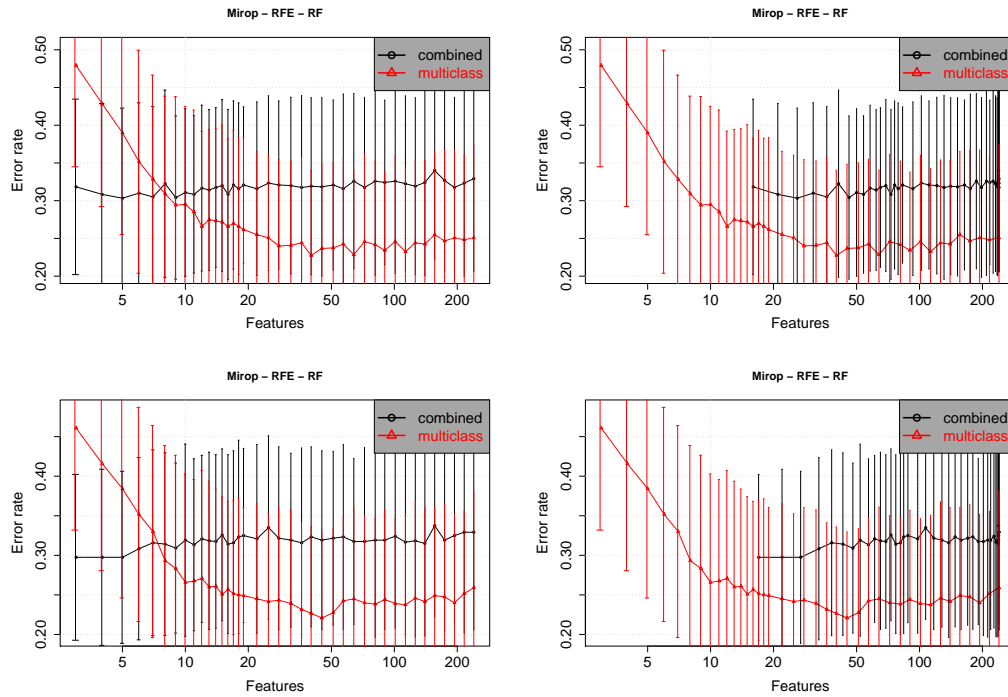 Mirop – RFE – RF
Error rate
0.50
0.40
0.30
0.20
combined
multiclass
5 10 20 50 100 200
Features
Mirop – RFE – RF
Error rate
0.50
0.40
0.30
0.20
combined
multiclass
5 10 20 50 100 200
Features
Mirop – RFE – RF
Error rate
0.40
0.30
0.20
combined
multiclass
5 10 20 50 100 200
Features
Mirop – RFE – RF
Error rate
0.40
0.30
0.20
combined
multiclass
5 10 20 50 100 200
Features